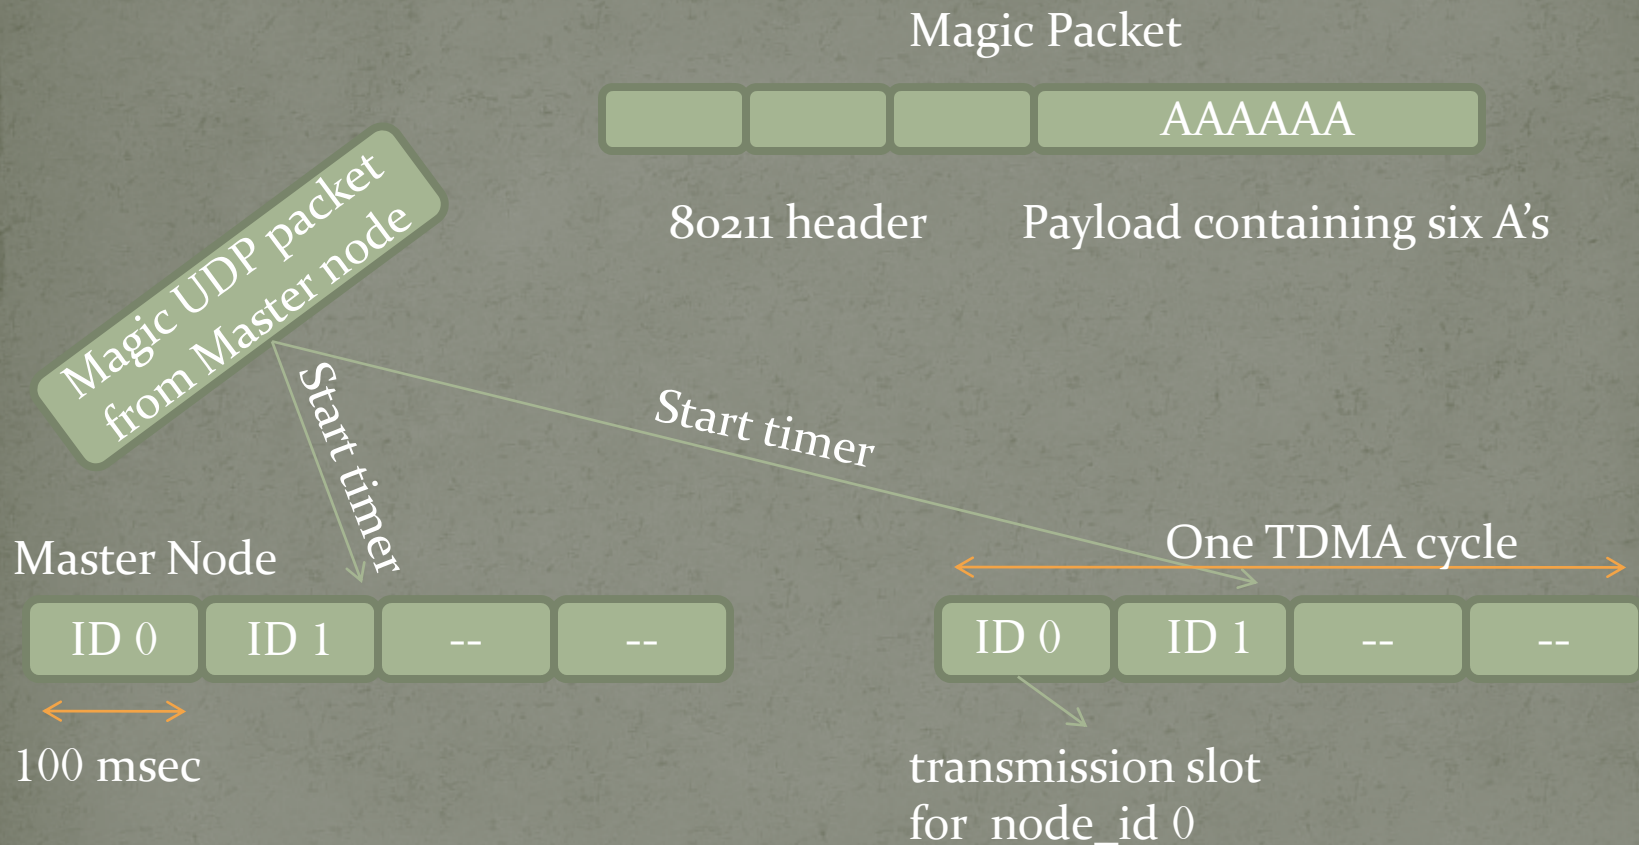 Magic Packet
AAAAAA
80211 header
Payload containing six A's
Magic UDP packet
from Master node
Start timer
Start timer
Master Node
One TDMA cycle
ID 0
ID 1
--
--
ID 0
ID 1
--
--
100 msec
transmission slot
for node_id 0